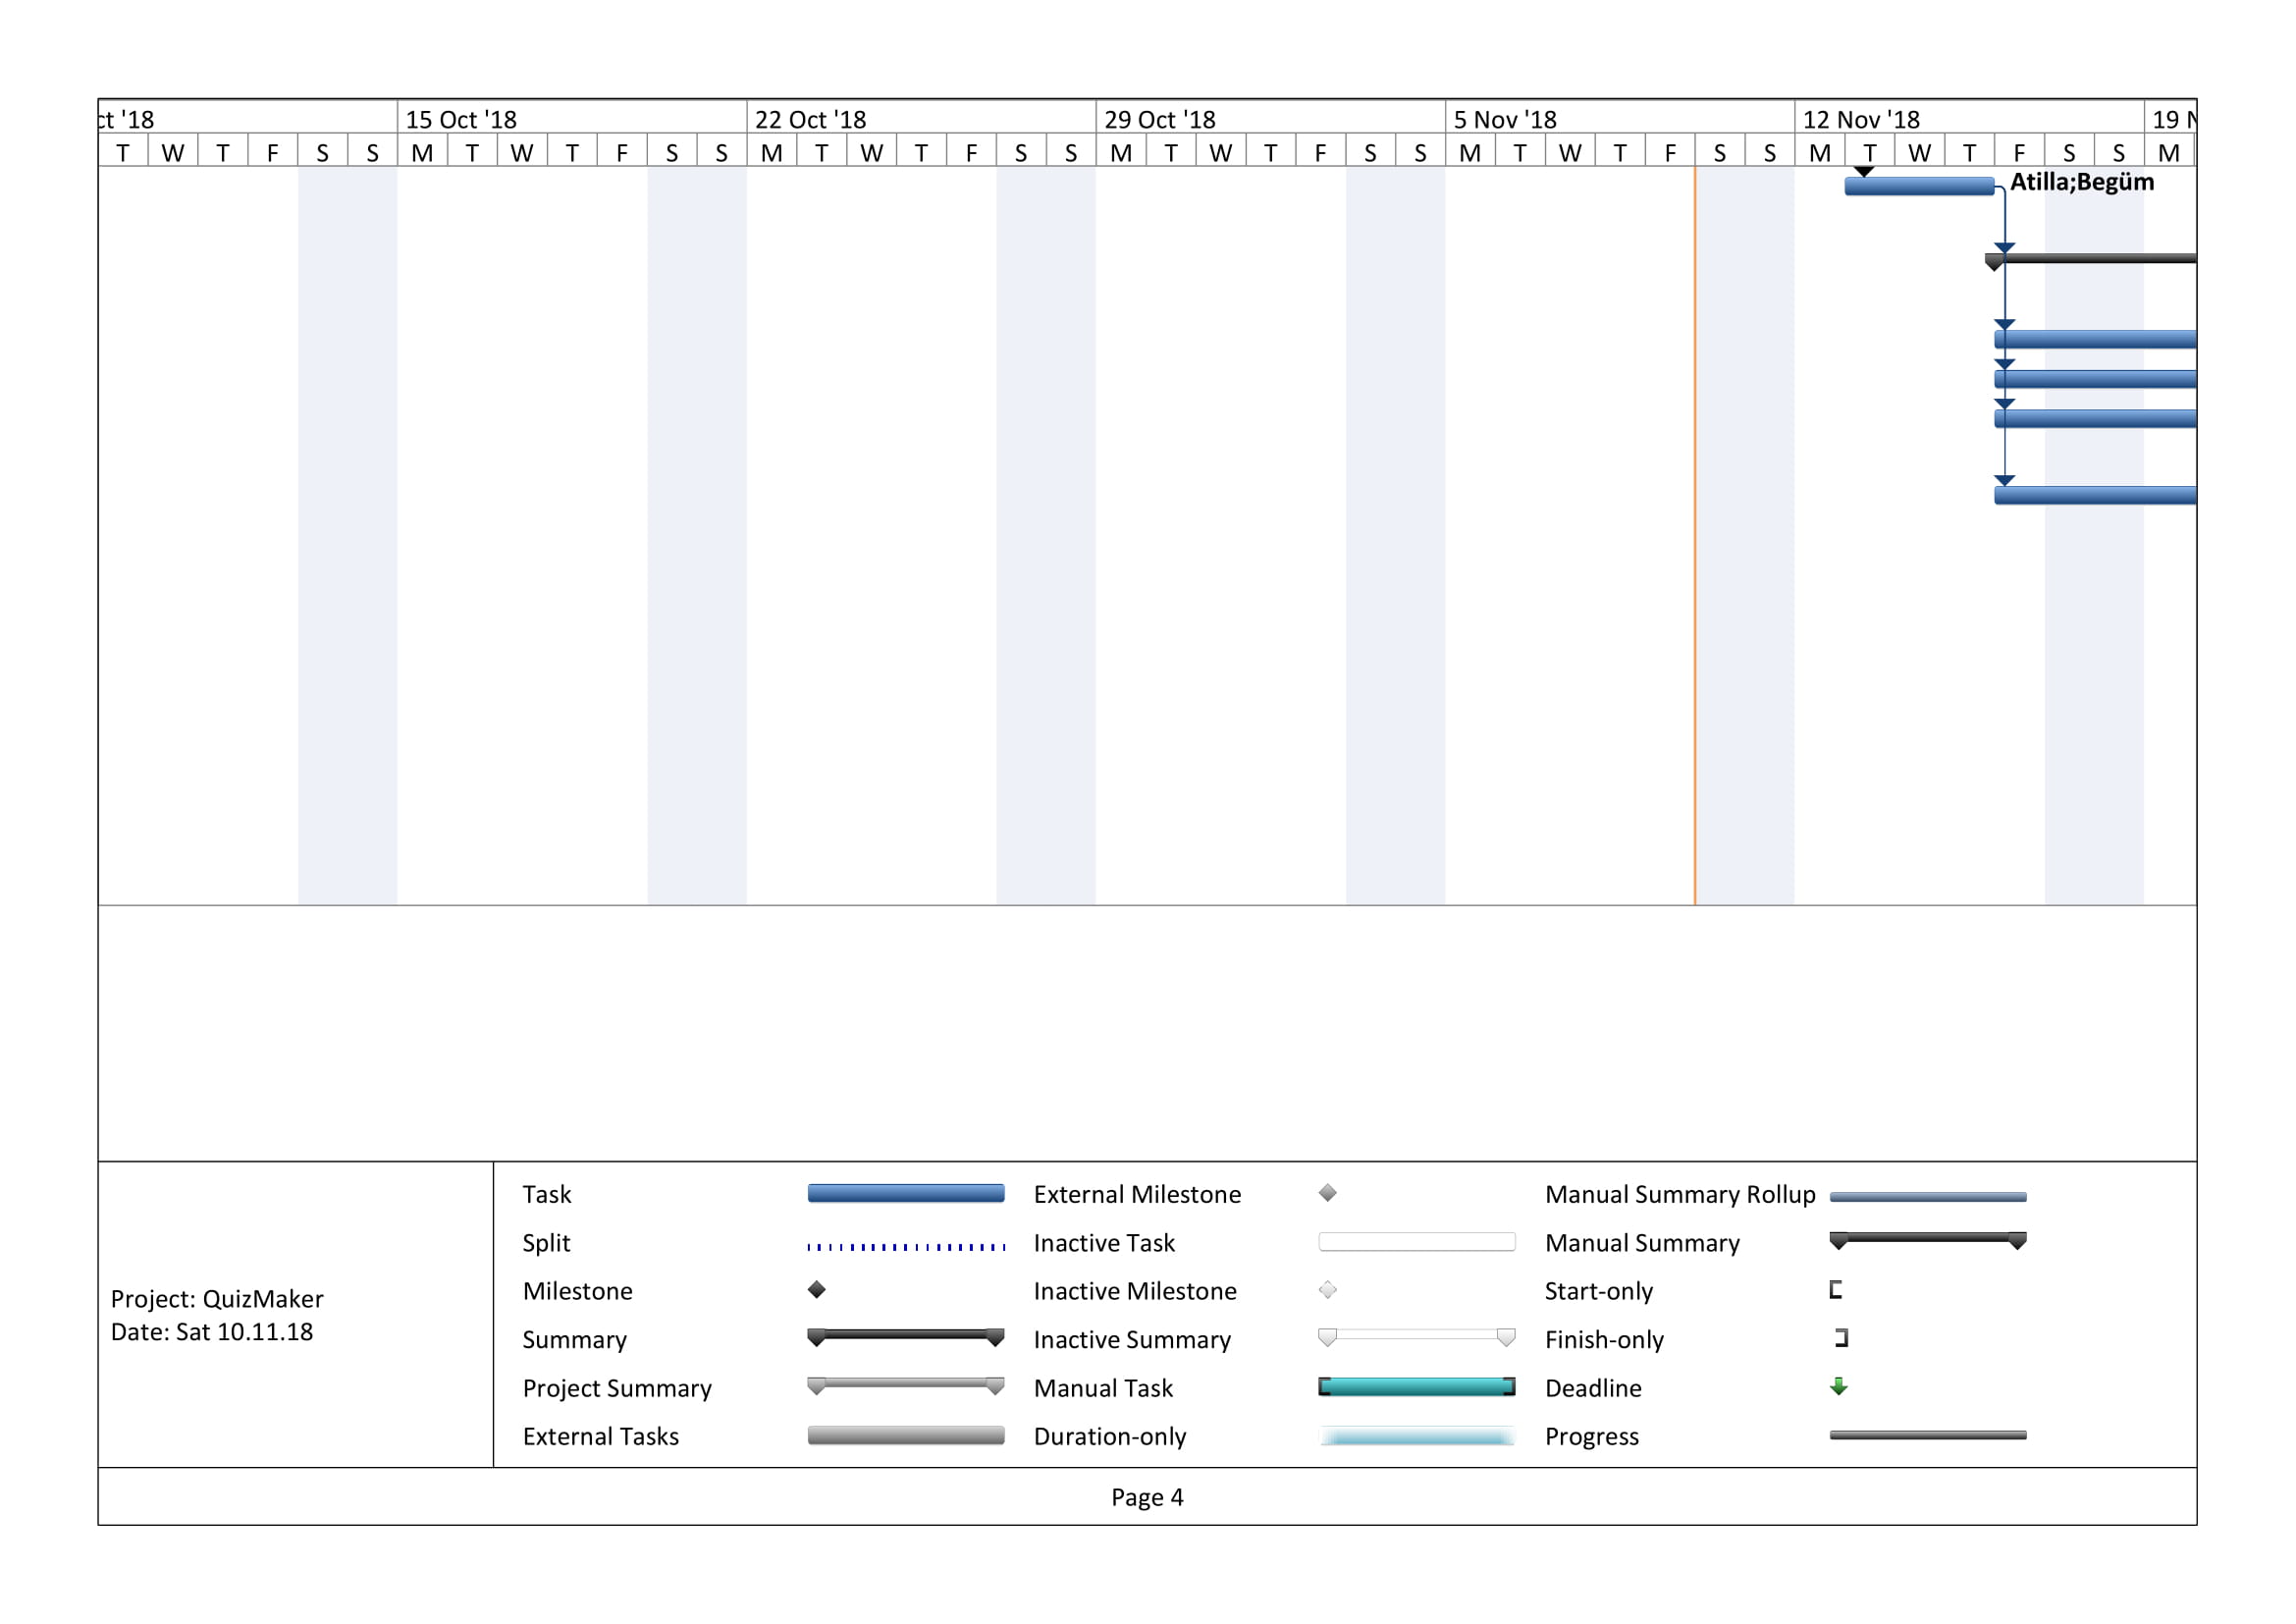 ct '18 15 Oct '18 22 Oct '18 29 Oct '18 5 Nov '18 12 Nov '18 19 N
T W T F S S M T W T F S S M T W T F S S M T W T F S S M T W T F S S M T W T F S S M
Atilla;Begüm
Project: QuizMaker
Date: Sat 10.11.18
Task
Split
Milestone
Summary
Project Summary
External Tasks
External Milestone
Inactive Task
Inactive Milestone
Inactive Summary
Manual Task
Duration-only
Manual Summary Rollup
Manual Summary
Start-only
Finish-only
Deadline
Progress
Page 4